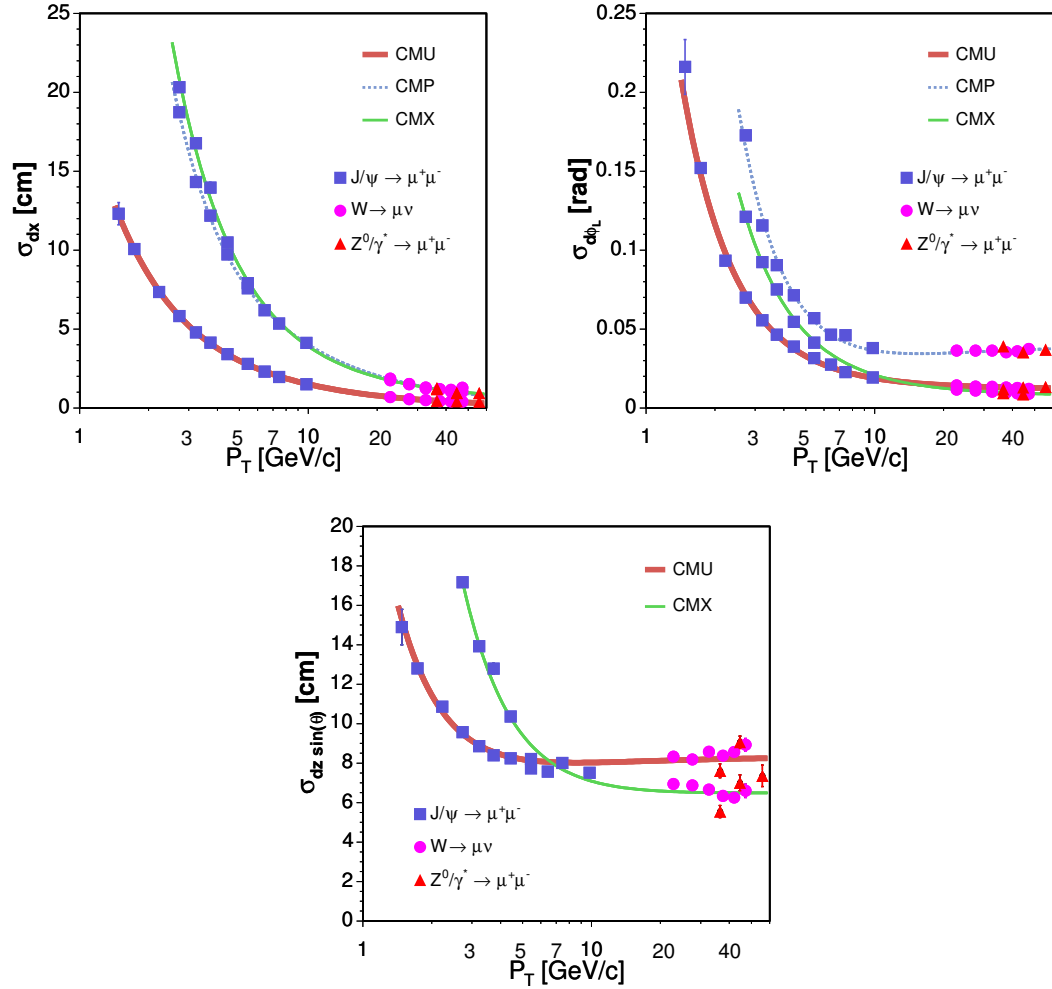 25
20
15
10
5
0
σdx [cm]
CMU
CMP
CMX
J/ψ → μ+μ-
W → μν
Z0/γ* → μ+μ-
1 3 5 7 10 20 40
PT [GeV/c]
0.2
0.15
0.1
0.05
0
σdϕL [rad]
CMU
CMP
CMX
J/ψ → μ+μ-
W → μν
Z0/γ* → μ+μ-
1 3 5 7 10 20 40
PT [GeV/c]
20
18
16
14
12
10
8
6
4
2
0
σdz sin(θ) [cm]
CMU
CMX
J/ψ → μ+μ-
W → μν
Z0/γ* → μ+μ-
1 3 5 7 10 20 40
PT [GeV/c]